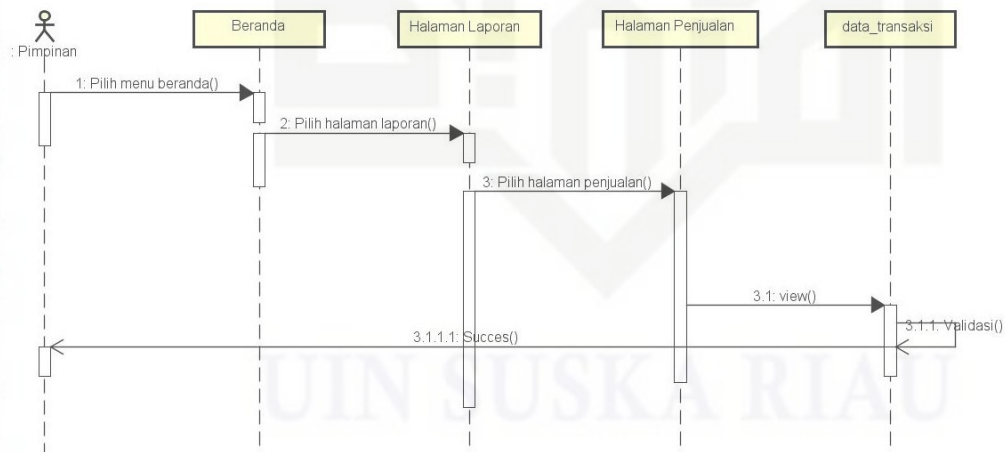 : Pimpinan
Beranda
Halaman Laporan
Halaman Penjualan
data_transaksi
1: Pilih menu beranda()
2: Pilih halaman laporan()
3: Pilih halaman penjualan()
3.1: view()
3.1.1: Validasi()
3.1.1.1: Succes()
UIN SUSKA RIAU